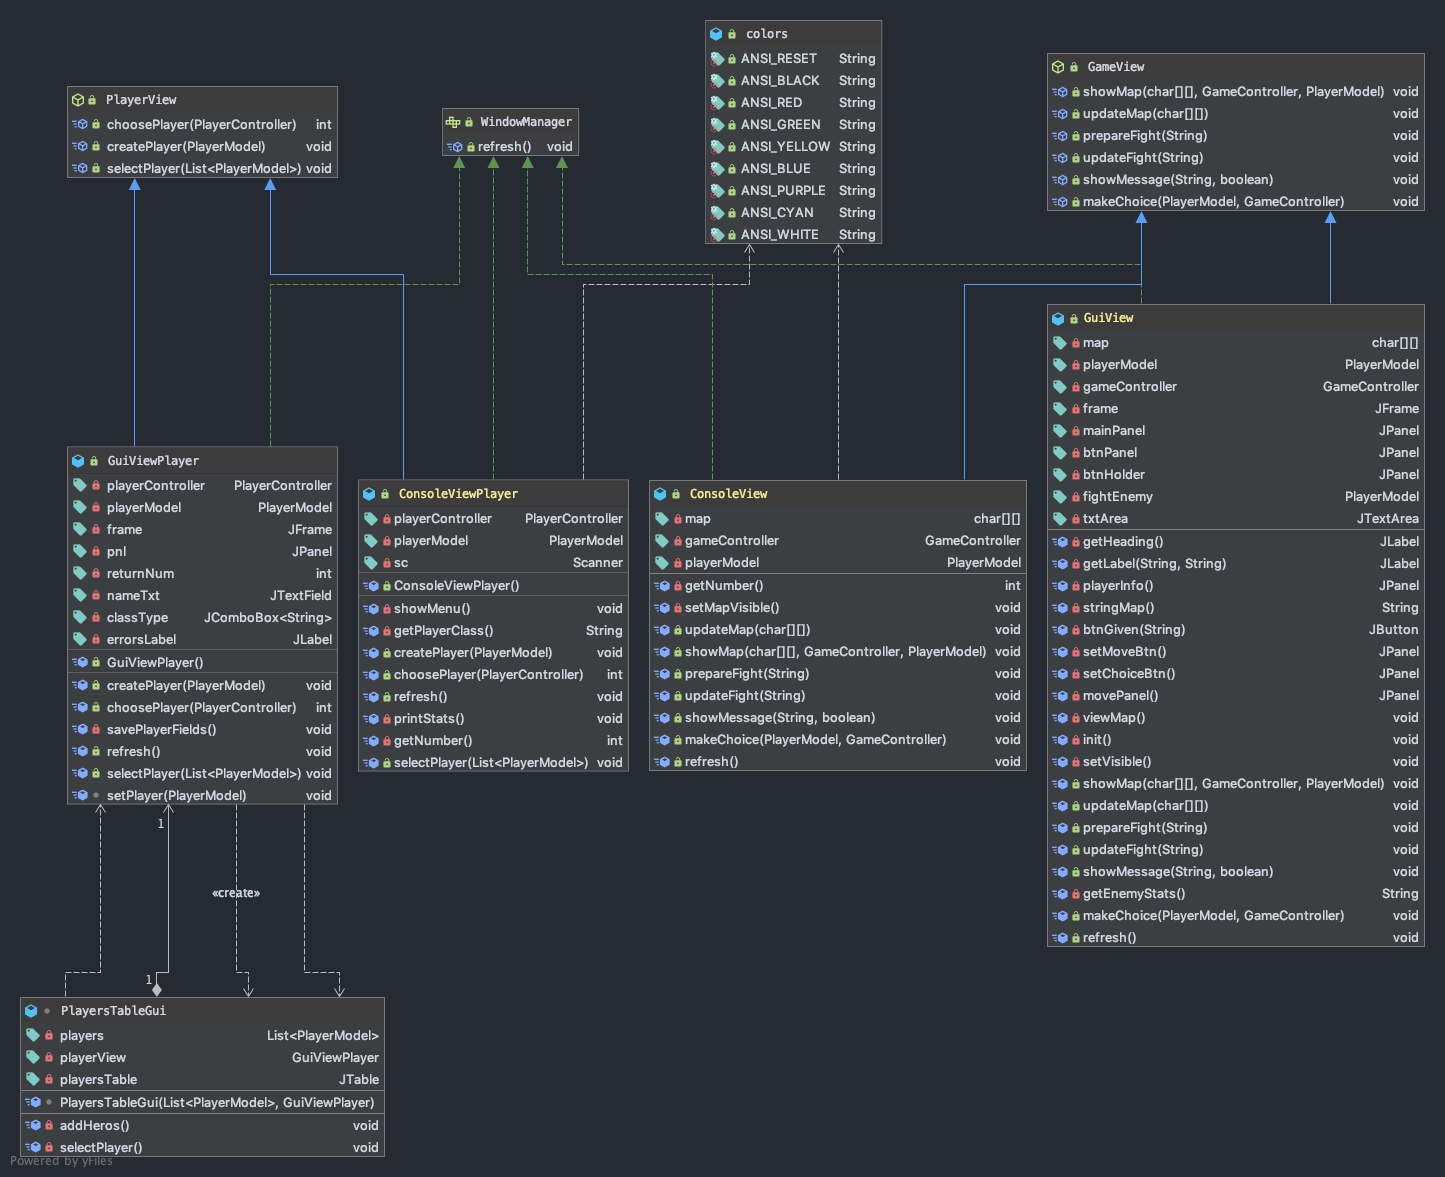 colors
ANSI_RESET String
ANSI_BLACK String
ANSI_RED String
ANSI_GREEN String
ANSI_YELLOW String
ANSI_BLUE String
ANSI_PURPLE String
ANSI_CYAN String
ANSI_WHITE String
GameView
showMap(char[][], GameController, PlayerModel) void
updateMap(char[][]) void
prepareFight(String) void
updateFight(String) void
showMessage(String, boolean) void
makeChoice(PlayerModel, GameController) void
PlayerView
choosePlayer(PlayerController) int
createPlayer(PlayerModel) void
selectPlayer(List<PlayerModel>) void
WindowManager
refresh() void
GuiView
map char[][]
playerModel PlayerModel
gameController GameController
frame JFrame
mainPanel JPanel
btnPanel JPanel
btnHolder JPanel
fightEnemy PlayerModel
txtArea JTextArea
getHeading() JLabel
getLabel(String, String) JLabel
playerInfo() JPanel
stringMap() String
btnGiven(String) JButton
setMoveBtn() JPanel
setChoiceBtn() JPanel
movePanel() JPanel
viewMap() void
init() void
setVisible() void
showMap(char[][], GameController, PlayerModel) void
updateMap(char[][]) void
prepareFight(String) void
updateFight(String) void
showMessage(String, boolean) void
getEnemyStats() String
makeChoice(PlayerModel, GameController) void
refresh() void
GuiViewPlayer
playerController PlayerController
playerModel PlayerModel
frame JFrame
pnl JPanel
returnNum int
nameTxt JTextField
classType JComboBox<String>
errorsLabel JLabel
GuiViewPlayer()
createPlayer(PlayerModel) void
choosePlayer(PlayerController) int
savePlayerFields() void
refresh() void
selectPlayer(List<PlayerModel>) void
setPlayer(PlayerModel) void
ConsoleViewPlayer
playerController PlayerController
playerModel PlayerModel
sc Scanner
ConsoleViewPlayer()
showMenu() void
getPlayerClass() String
createPlayer(PlayerModel) void
choosePlayer(PlayerController) int
refresh() void
printStats() void
getNumber() int
selectPlayer(List<PlayerModel>) void
ConsoleView
map char[][]
gameController GameController
playerModel PlayerModel
getNumber() int
setMapVisible() void
updateMap(char[][]) void
showMap(char[][], GameController, PlayerModel) void
prepareFight(String) void
updateFight(String) void
showMessage(String, boolean) void
makeChoice(PlayerModel, GameController) void
refresh() void
1
«create»
1
PlayersTableGui
players List<PlayerModel>
playerView GuiViewPlayer
playersTable JTable
PlayersTableGui(List<PlayerModel>, GuiViewPlayer)
addHeros() void
selectPlayer() void
Powered by yFiles